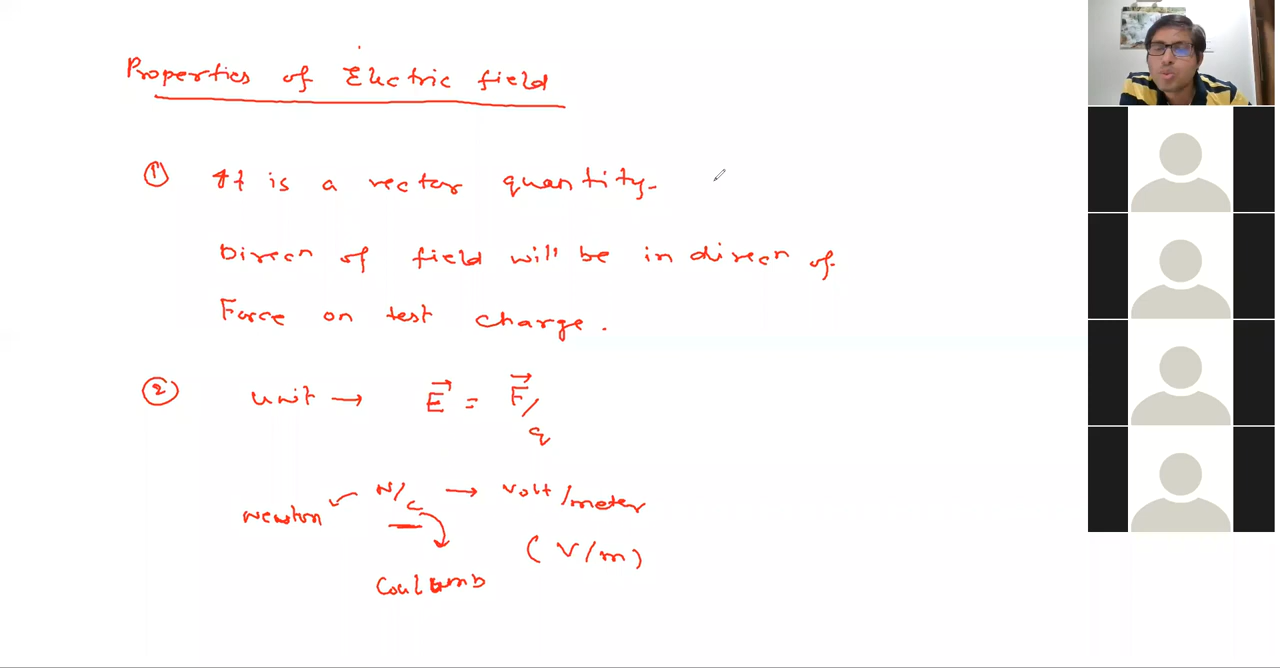 Properties of Electric field
① It is a vector quantity.
Direcn of field will be in direcn of
Force on test charge.
② unit → E⃗ = F⃗/q
Newton ← N/C → Volt/meter
(V/m)
Coulomb